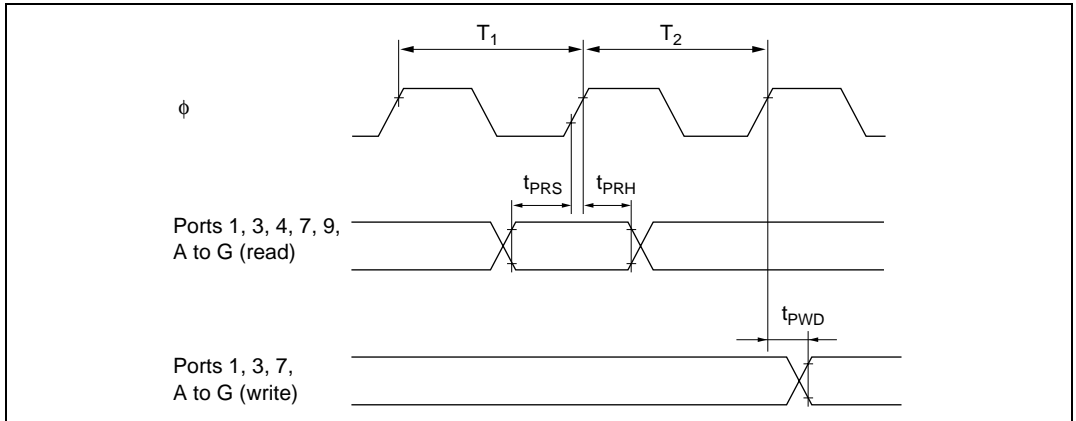 T1
T2
ϕ
tPRS
tPRH
Ports 1, 3, 4, 7, 9,
A to G (read)
tPWD
Ports 1, 3, 7,
A to G (write)